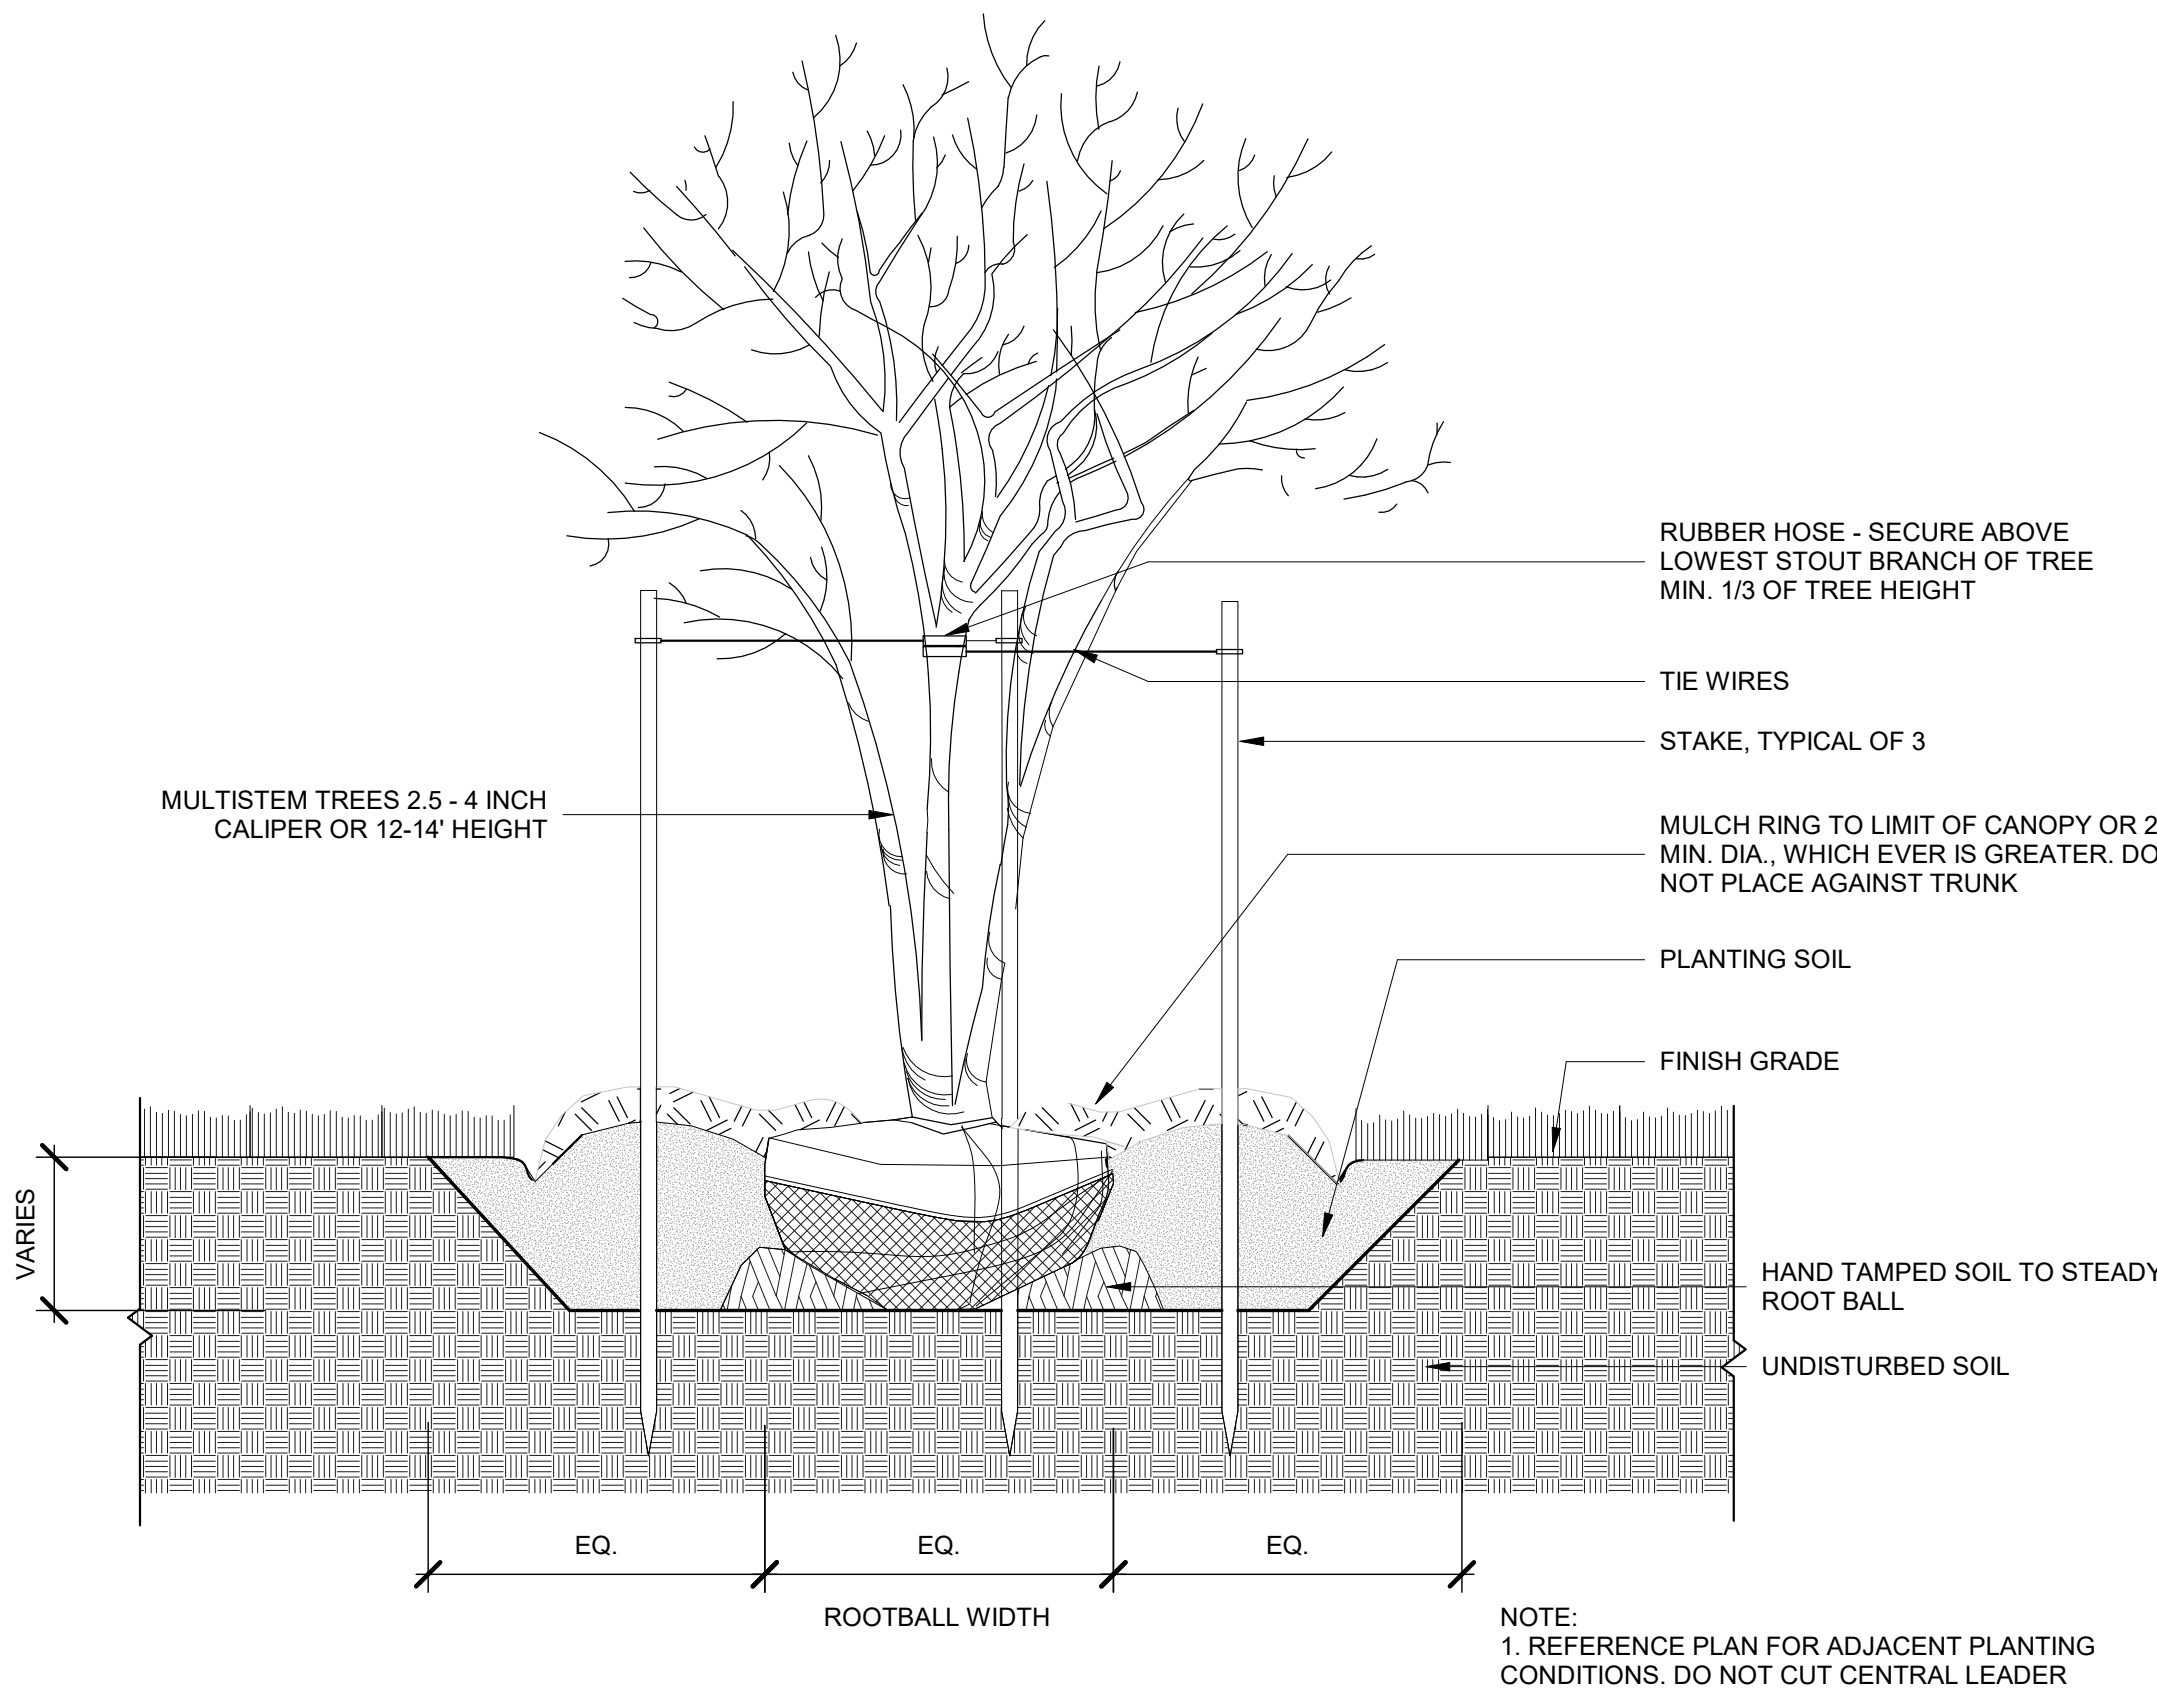 RUBBER HOSE - SECURE ABOVE
LOWEST STOUT BRANCH OF TREE
MIN. 1/3 OF TREE HEIGHT
TIE WIRES
STAKE, TYPICAL OF 3
MULTISTEM TREES 2.5 - 4 INCH
CALIPER OR 12-14' HEIGHT
MULCH RING TO LIMIT OF CANOPY OR 2
MIN. DIA., WHICH EVER IS GREATER. DO
NOT PLACE AGAINST TRUNK
PLANTING SOIL
FINISH GRADE
VARIES
HAND TAMPED SOIL TO STEADY
ROOT BALL
UNDISTURBED SOIL
EQ.
EQ.
EQ.
ROOTBALL WIDTH
NOTE:
1. REFERENCE PLAN FOR ADJACENT PLANTING
CONDITIONS. DO NOT CUT CENTRAL LEADER